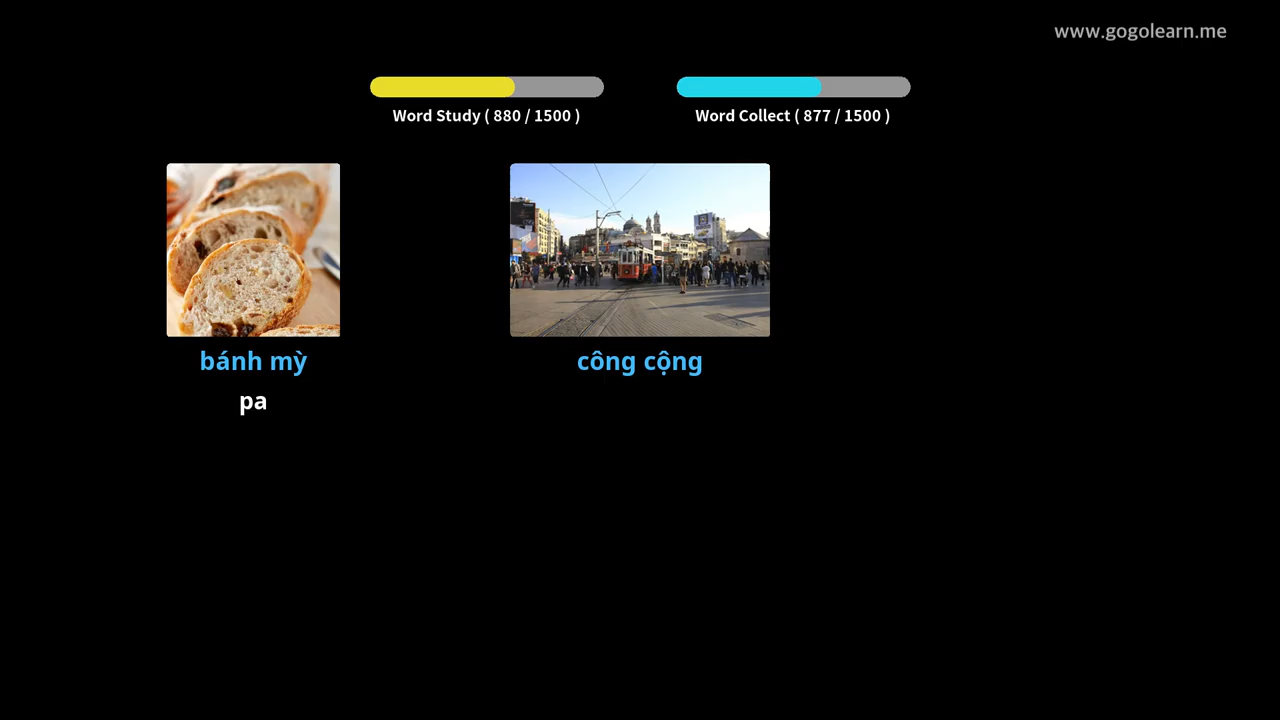 www.gogolearn.me
Word Study ( 880 / 1500 )
Word Collect ( 877 / 1500 )
bánh mỳ
công cộng
pa